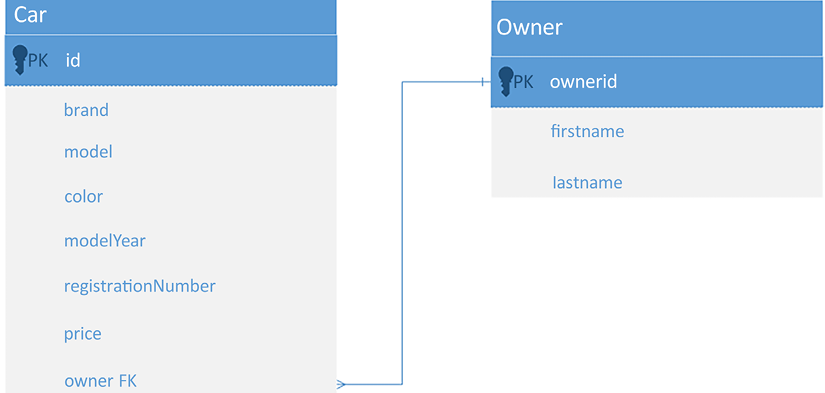 Car
PK id
brand
model
color
modelYear
registrationNumber
price
owner FK
Owner
PK ownerid
firstname
lastname